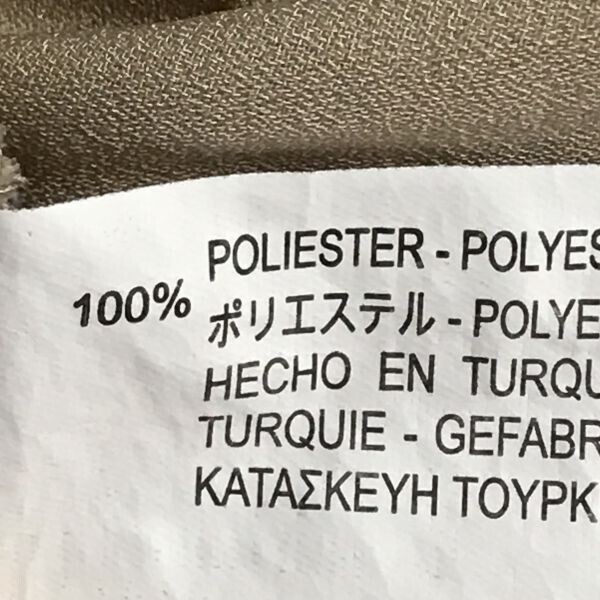 POLIESTER - POLYES
100% ポリエステル - POLYE
HECHO EN TURQU
TURQUIE - GEFABR
ΚΑΤΑΣΚΕΥΗ ΤΟΥΡΚ